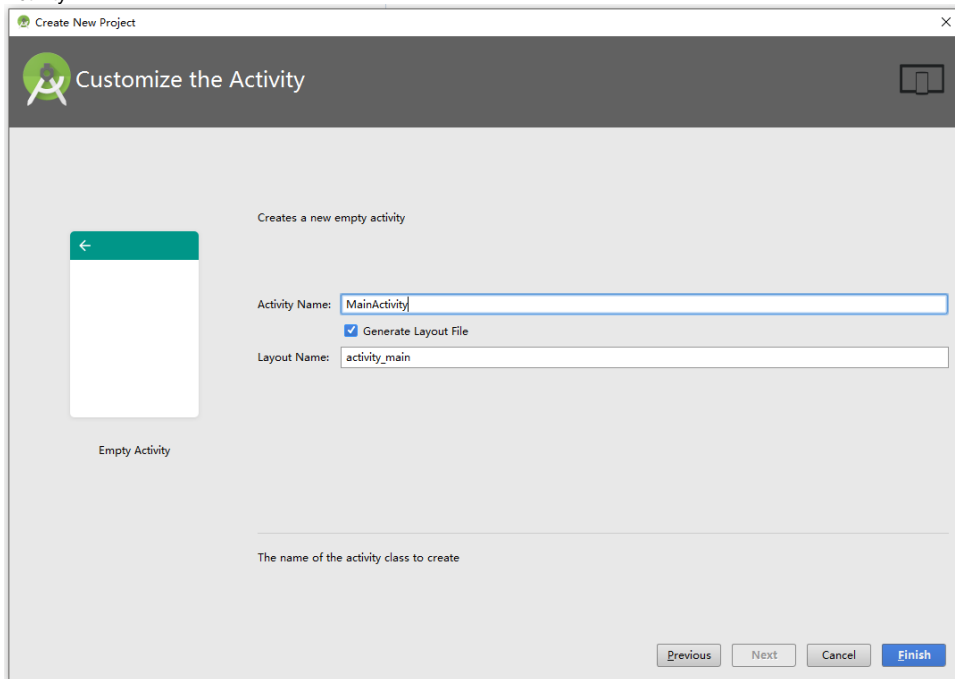 Create New Project
Customize the Activity
Creates a new empty activity
Activity Name: MainActivity
Generate Layout File
Layout Name: activity_main
Empty Activity
The name of the activity class to create
Previous Next Cancel Finish